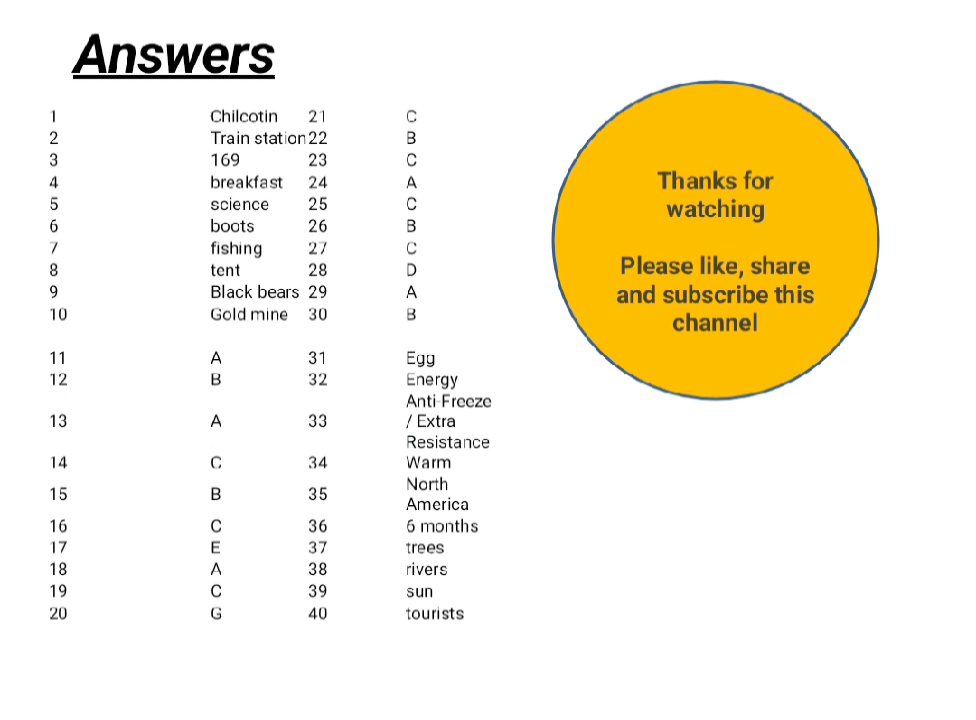 Answers
1 Chilcotin 21 C
2 Train station 22 B
3 169 23 C
4 breakfast 24 A
5 science 25 C
6 boots 26 B
7 fishing 27 C
8 tent 28 D
9 Black bears 29 A
10 Gold mine 30 B
11 A 31 Egg
12 B 32 Energy
13 A 33 Anti-Freeze
/ Extra
Resistance
14 C 34 Warm
15 B 35 North
America
16 C 36 6 months
17 E 37 trees
18 A 38 rivers
19 C 39 sun
20 G 40 tourists
Thanks for
watching
Please like, share
and subscribe this
channel